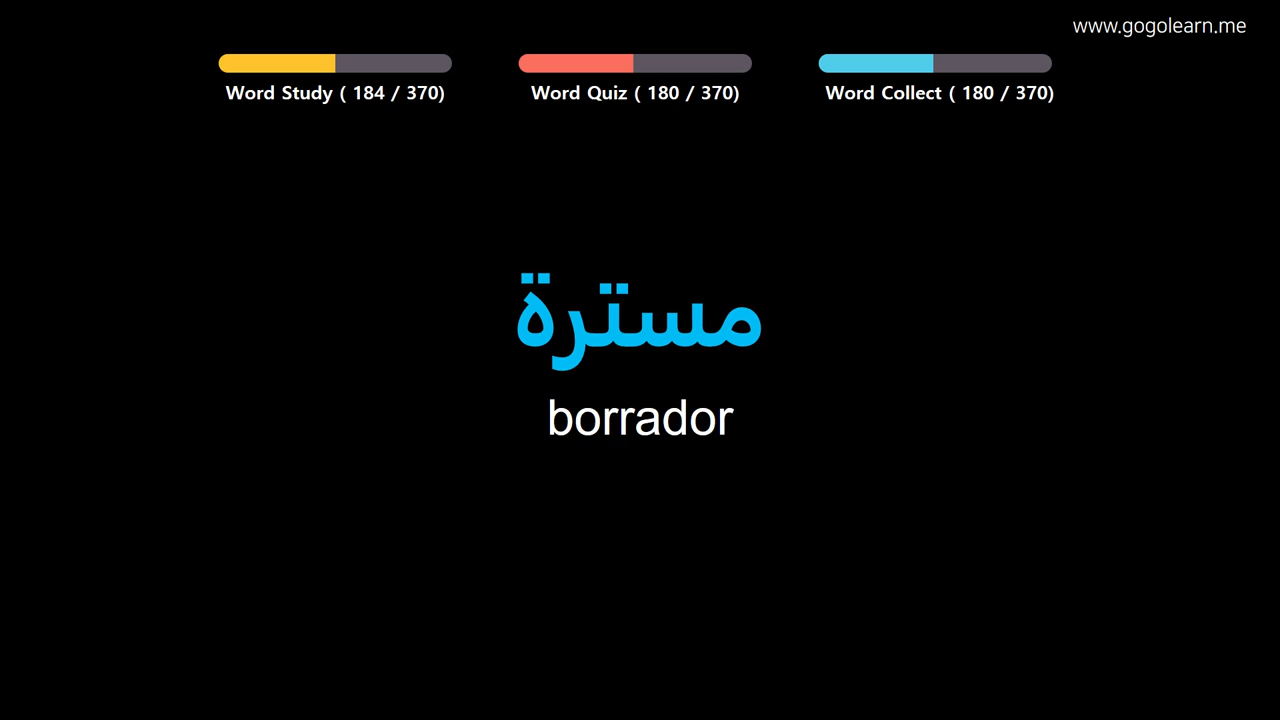 www.gogolearn.me
Word Study ( 184 / 370)
Word Quiz ( 180 / 370)
Word Collect ( 180 / 370)
مسترة
borrador